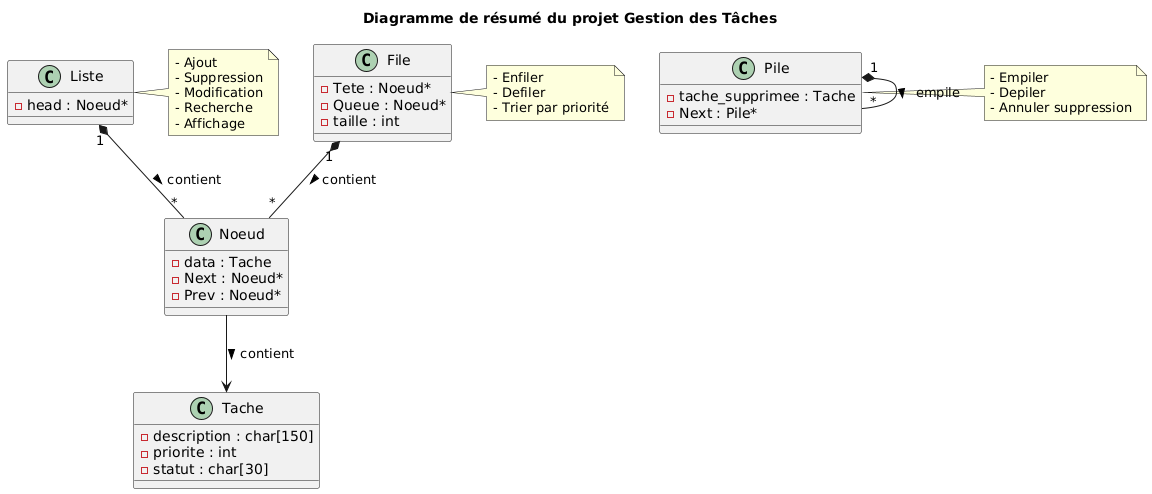 Diagramme de résumé du projet Gestion des Tâches
C Liste
head : Noeud*
- Ajout
- Suppression
- Modification
- Recherche
- Affichage
C File
Tete : Noeud*
Queue : Noeud*
taille : int
- Enfiler
- Defiler
- Trier par priorité
C Pile
tache_supprimee : Tache
Next : Pile*
1
*
empile
- Empiler
- Depiler
- Annuler suppression
1
contient
*
1
contient
*
C Noeud
data : Tache
Next : Noeud*
Prev : Noeud*
contient
C Tache
description : char[150]
priorite : int
statut : char[30]